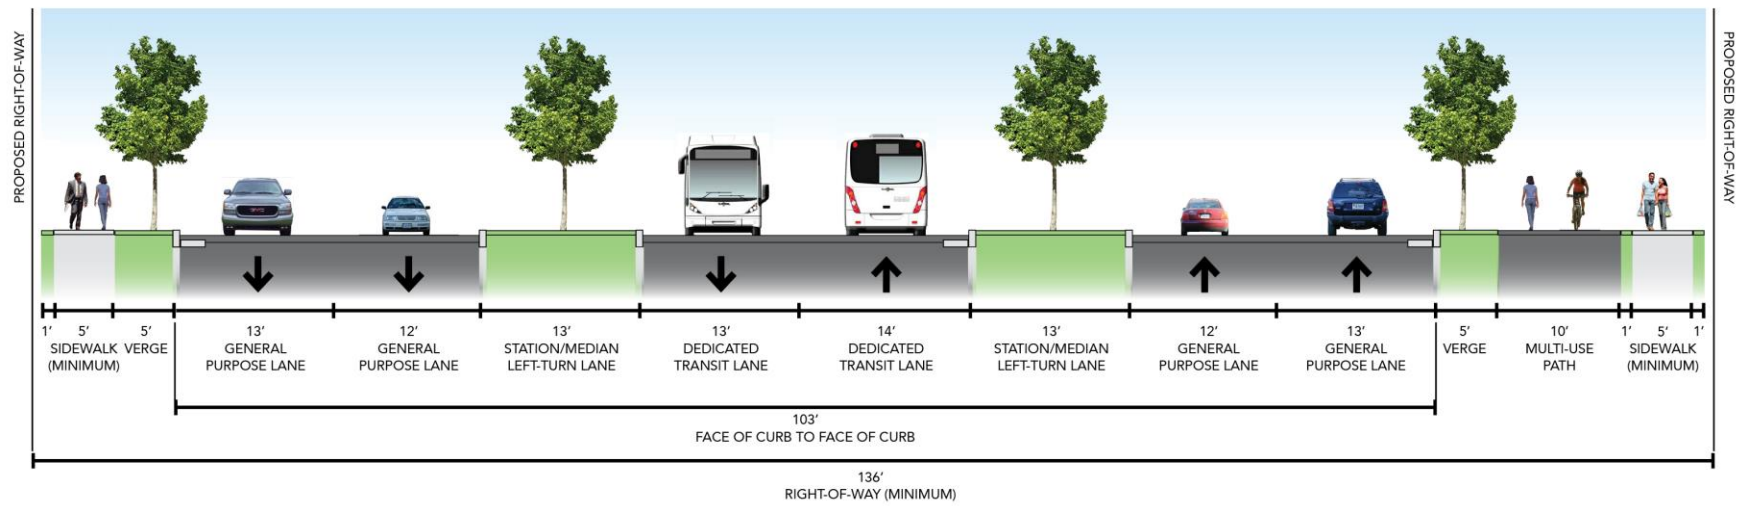 PROPOSED RIGHT-OF-WAY
PROPOSED RIGHT-OF-WAY
1' 5' 5' 13' 12' 13' 13' 14' 13' 12' 13' 5' 10' 1' 5' 1'
SIDEWALK VERGE GENERAL GENERAL STATION/MEDIAN DEDICATED DEDICATED STATION/MEDIAN GENERAL GENERAL VERGE MULTI-USE SIDEWALK
(MINIMUM) PURPOSE LANE PURPOSE LANE LEFT-TURN LANE TRANSIT LANE TRANSIT LANE LEFT-TURN LANE PURPOSE LANE PURPOSE LANE PATH (MINIMUM)
103'
FACE OF CURB TO FACE OF CURB
136'
RIGHT-OF-WAY (MINIMUM)